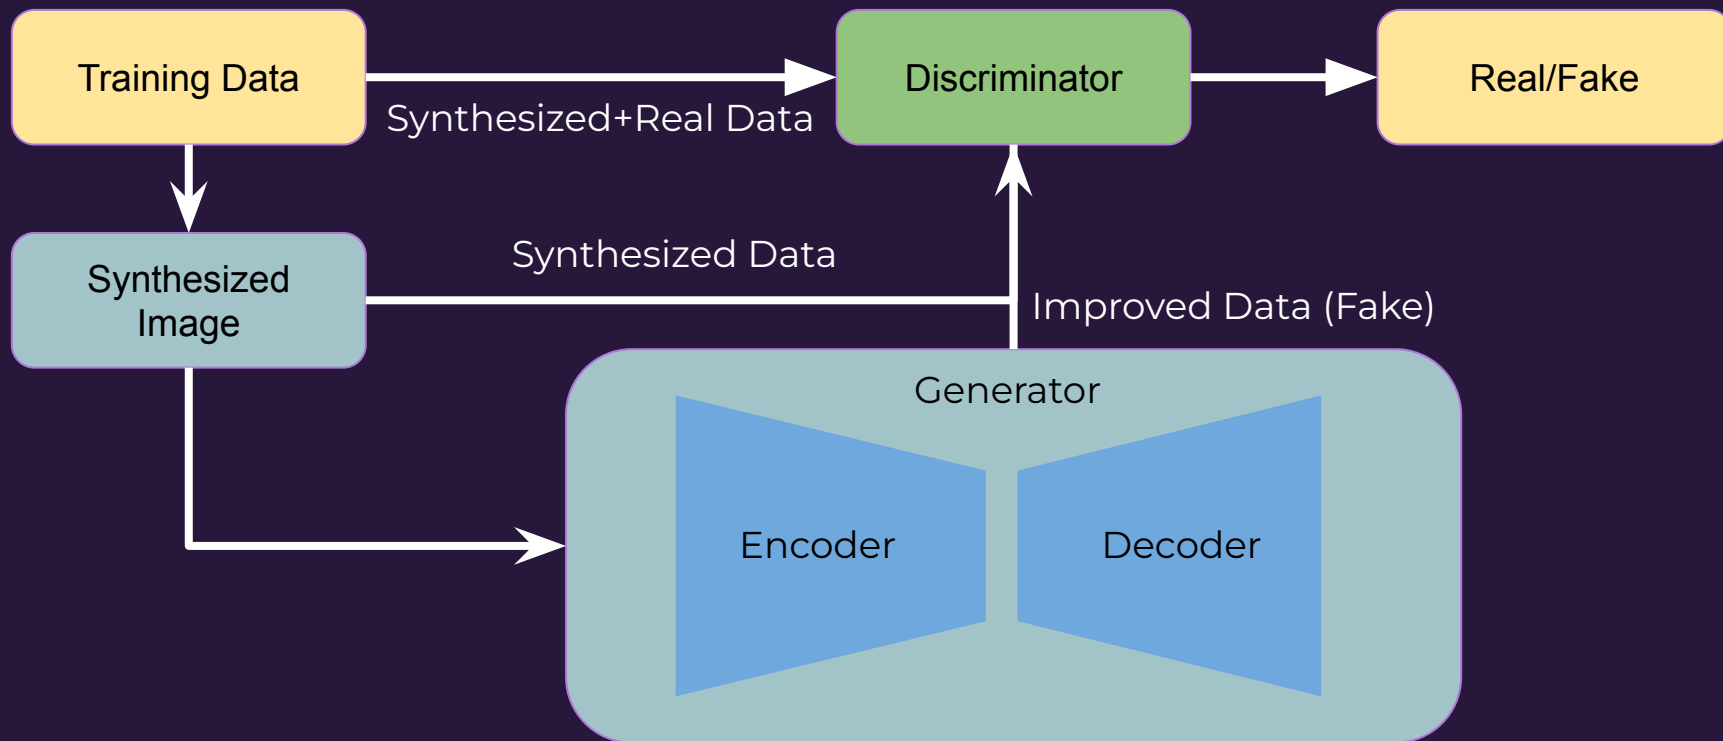 Training Data
Discriminator
Real/Fake
Synthesized+Real Data
Synthesized
Image
Synthesized Data
Improved Data (Fake)
Generator
Encoder
Decoder